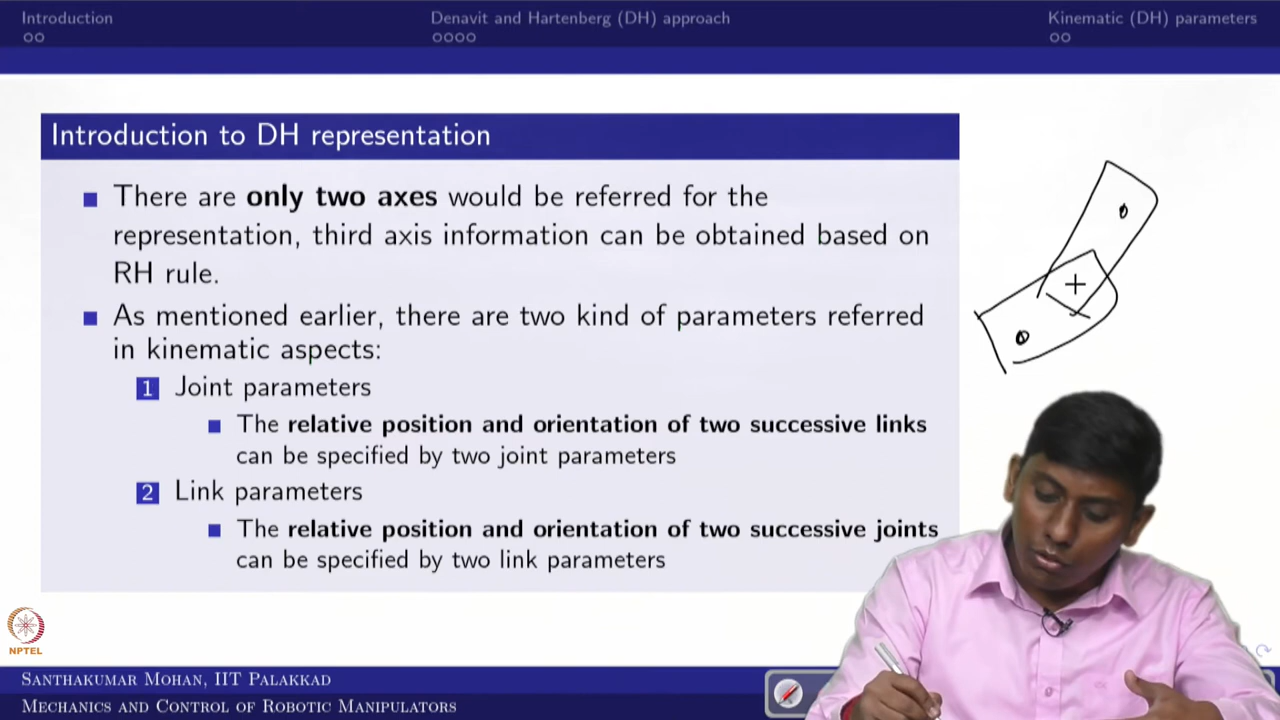 Introduction
Denavit and Hartenberg (DH) approach
Kinematic (DH) parameters
Introduction to DH representation
There are only two axes would be referred for the
representation, third axis information can be obtained based on
RH rule.
As mentioned earlier, there are two kind of parameters referred
in kinematic aspects:
1 Joint parameters
The relative position and orientation of two successive links
can be specified by two joint parameters
2 Link parameters
The relative position and orientation of two successive joints
can be specified by two link parameters
NPTEL
Santhakumar Mohan, IIT Palakkad
Mechanics and Control of Robotic Manipulators